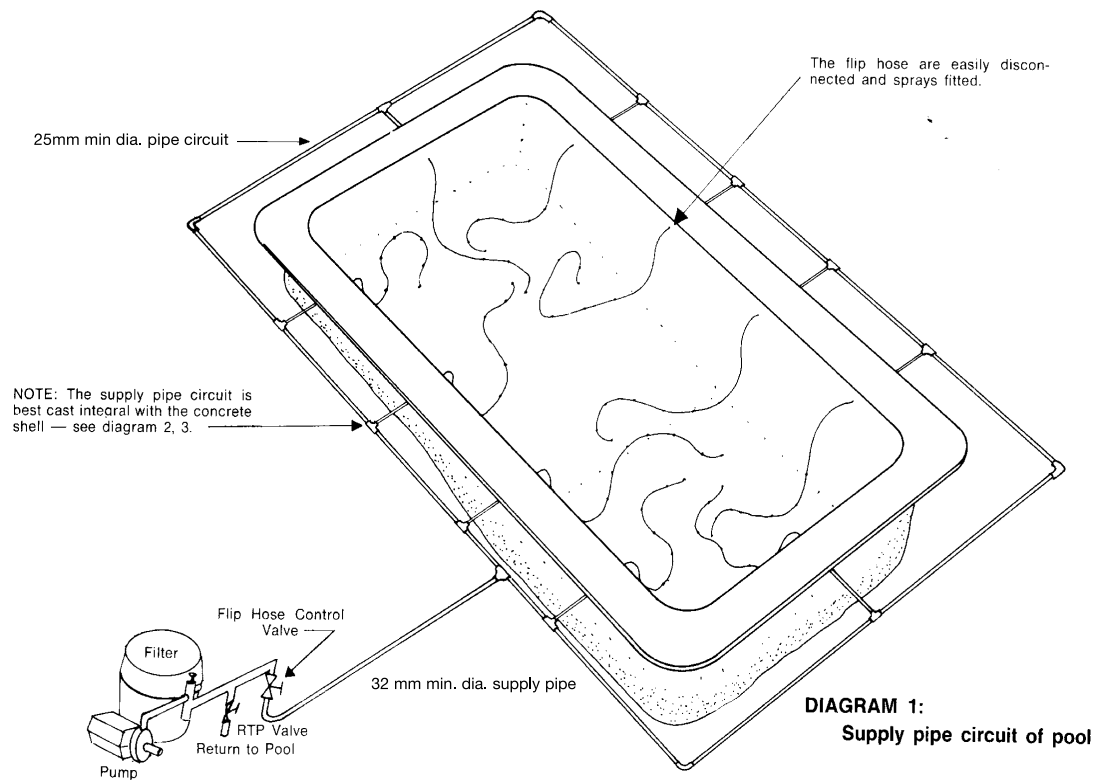 The flip hose are easily discon-
nected and sprays fitted.
25mm min dia. pipe circuit
NOTE: The supply pipe circuit is
best cast integral with the concrete
shell — see diagram 2, 3.
Flip Hose Control
Valve
Filter
32 mm min. dia. supply pipe
RTP Valve
Return to Pool
Pump
DIAGRAM 1:
Supply pipe circuit of pool